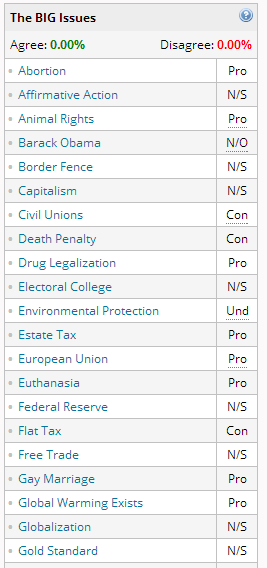 The BIG Issues
Agree: 0.00% Disagree: 0.00%
Abortion Pro
Affirmative Action N/S
Animal Rights Pro
Barack Obama N/O
Border Fence N/S
Capitalism N/S
Civil Unions Con
Death Penalty Con
Drug Legalization Pro
Electoral College N/S
Environmental Protection Und
Estate Tax Pro
European Union Pro
Euthanasia Pro
Federal Reserve N/S
Flat Tax Con
Free Trade N/S
Gay Marriage Pro
Global Warming Exists Pro
Globalization N/S
Gold Standard N/S